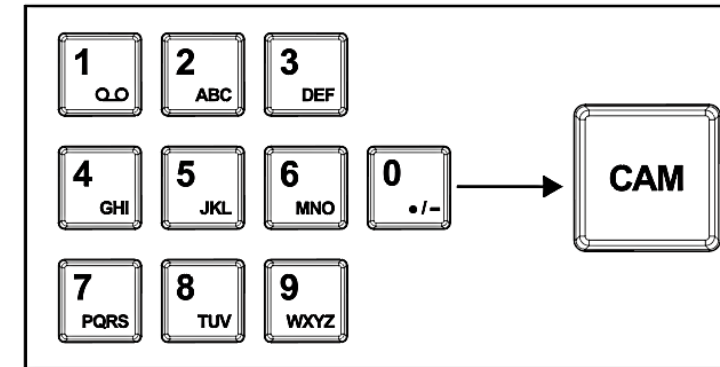 1 2 ABC 3 DEF
4 GHI 5 JKL 6 MNO 0 •/– CAM
7 PQRS 8 TUV 9 WXYZ